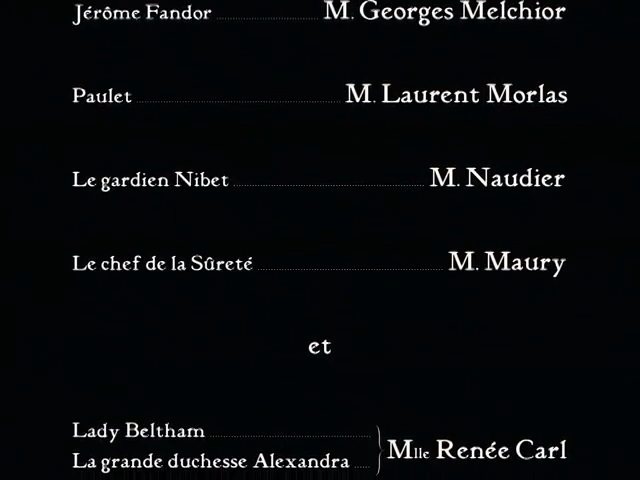 Jérôme Fandor M. Georges Melchior
Paulet M. Laurent Morlas
Le gardien Nibet M. Naudier
Le chef de la Sûreté M. Maury
et
Lady Beltham
La grande duchesse Alexandra Mlle Renée Carl